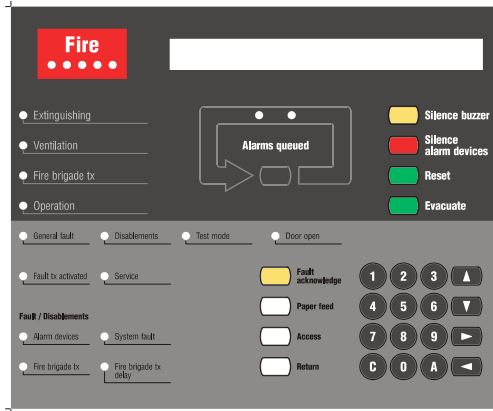 Fire
Extinguishing
Ventilation
Fire brigade tx
Operation
Alarms queued
Silence buzzer
Silence
alarm devices
Reset
Evacuate
General fault
Disablements
Test mode
Door open
Fault tx activated
Service
Fault / Disablements
Alarm devices
System fault
Fire brigade tx
Fire brigade tx
delay
Fault
acknowledge
Paper feed
Access
Return
1 2 3
4 5 6
7 8 9
C 0 A